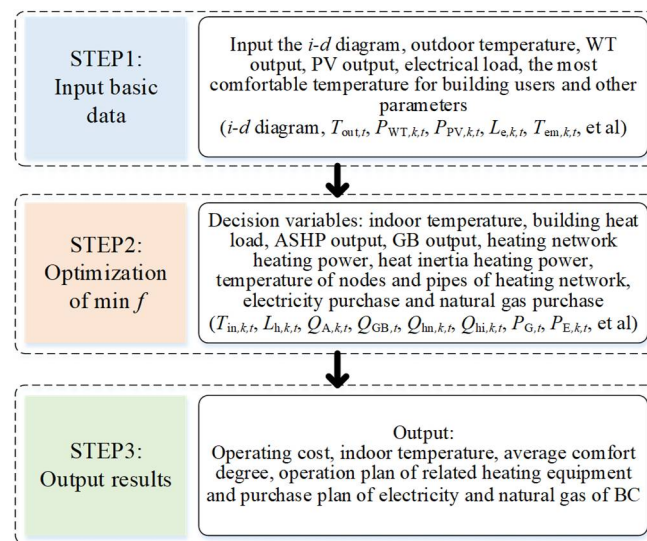 STEP1:
Input basic
data
Input the i-d diagram, outdoor temperature, WT
output, PV output, electrical load, the most
comfortable temperature for building users and other
parameters
(i-d diagram, Tout,t, PWT,k,t, PPV,k,t, Le,k,t, Tem,k,t, et al)
STEP2:
Optimization
of min f
Decision variables: indoor temperature, building heat
load, ASHP output, GB output, heating network
heating power, heat inertia heating power,
temperature of nodes and pipes of heating network,
electricity purchase and natural gas purchase
(Tin,k,t, Lh,k,t, QA,k,t, QGB,t, Qhn,k,t, Qhi,k,t, PG,t, PE,k,t, et al)
STEP3:
Output results
Output:
Operating cost, indoor temperature, average comfort
degree, operation plan of related heating equipment
and purchase plan of electricity and natural gas of BC